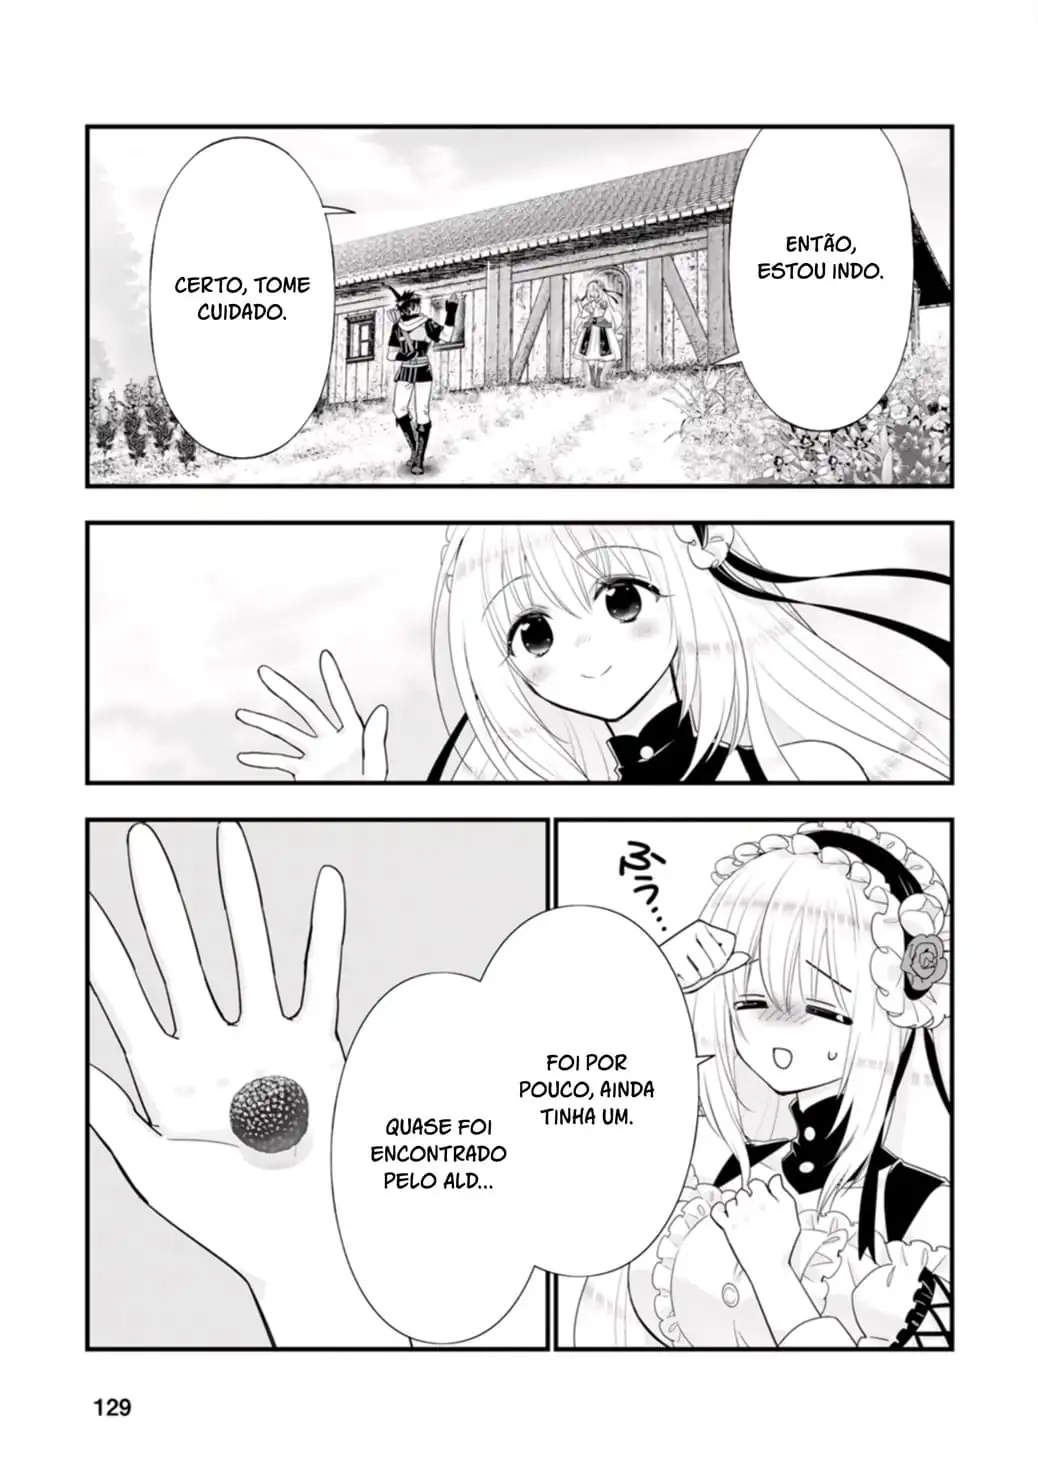 ENTÃO,
ESTOU INDO.
CERTO, TOME
CUIDADO.
ふぅ…
FOI POR
POUCO, AINDA
TINHA UM.
QUASE FOI
ENCONTRADO
PELO ALD...
129